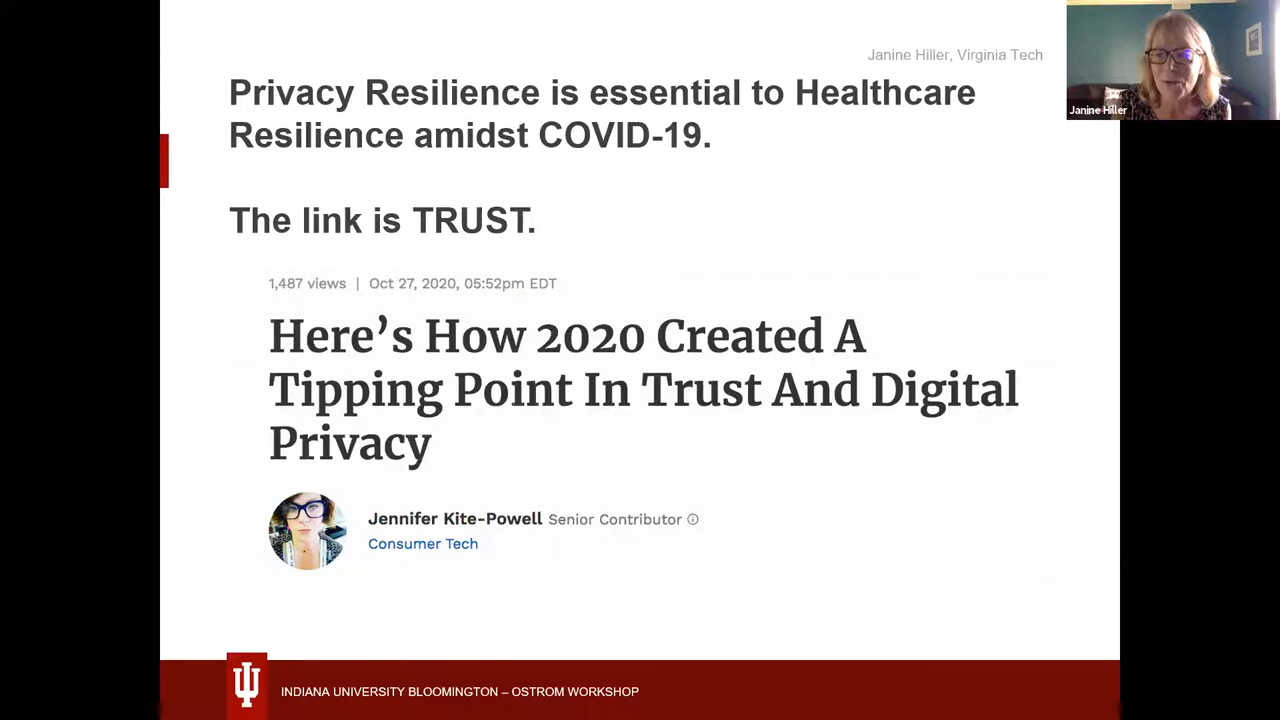 Janine Hiller, Virginia Tech
Janine Hiller
Privacy Resilience is essential to Healthcare
Resilience amidst COVID-19.
The link is TRUST.
1,487 views | Oct 27, 2020, 05:52pm EDT
Here’s How 2020 Created A
Tipping Point In Trust And Digital
Privacy
Jennifer Kite-Powell Senior Contributor ⓘ
Consumer Tech
INDIANA UNIVERSITY BLOOMINGTON – OSTROM WORKSHOP